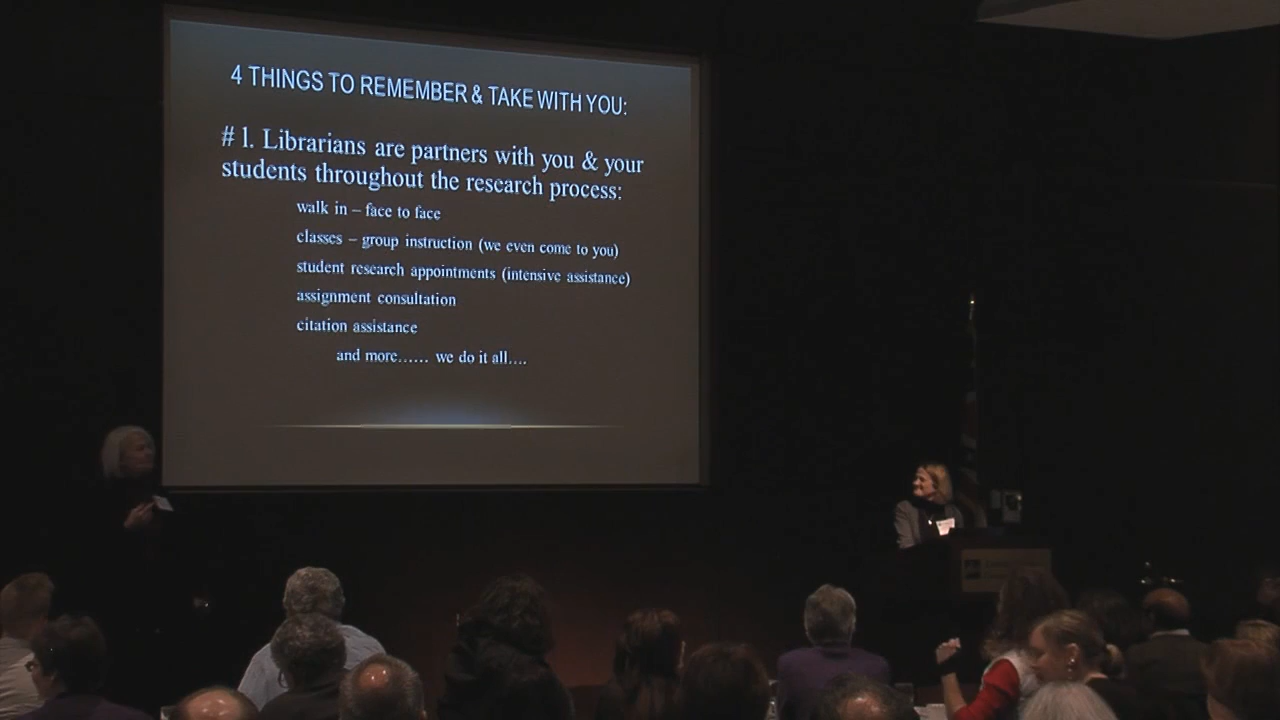 4 THINGS TO REMEMBER & TAKE WITH YOU:
# 1. Librarians are partners with you & your
students throughout the research process:
walk in – face to face
classes – group instruction (we even come to you)
student research appointments (intensive assistance)
assignment consultation
citation assistance
and more...... we do it all....